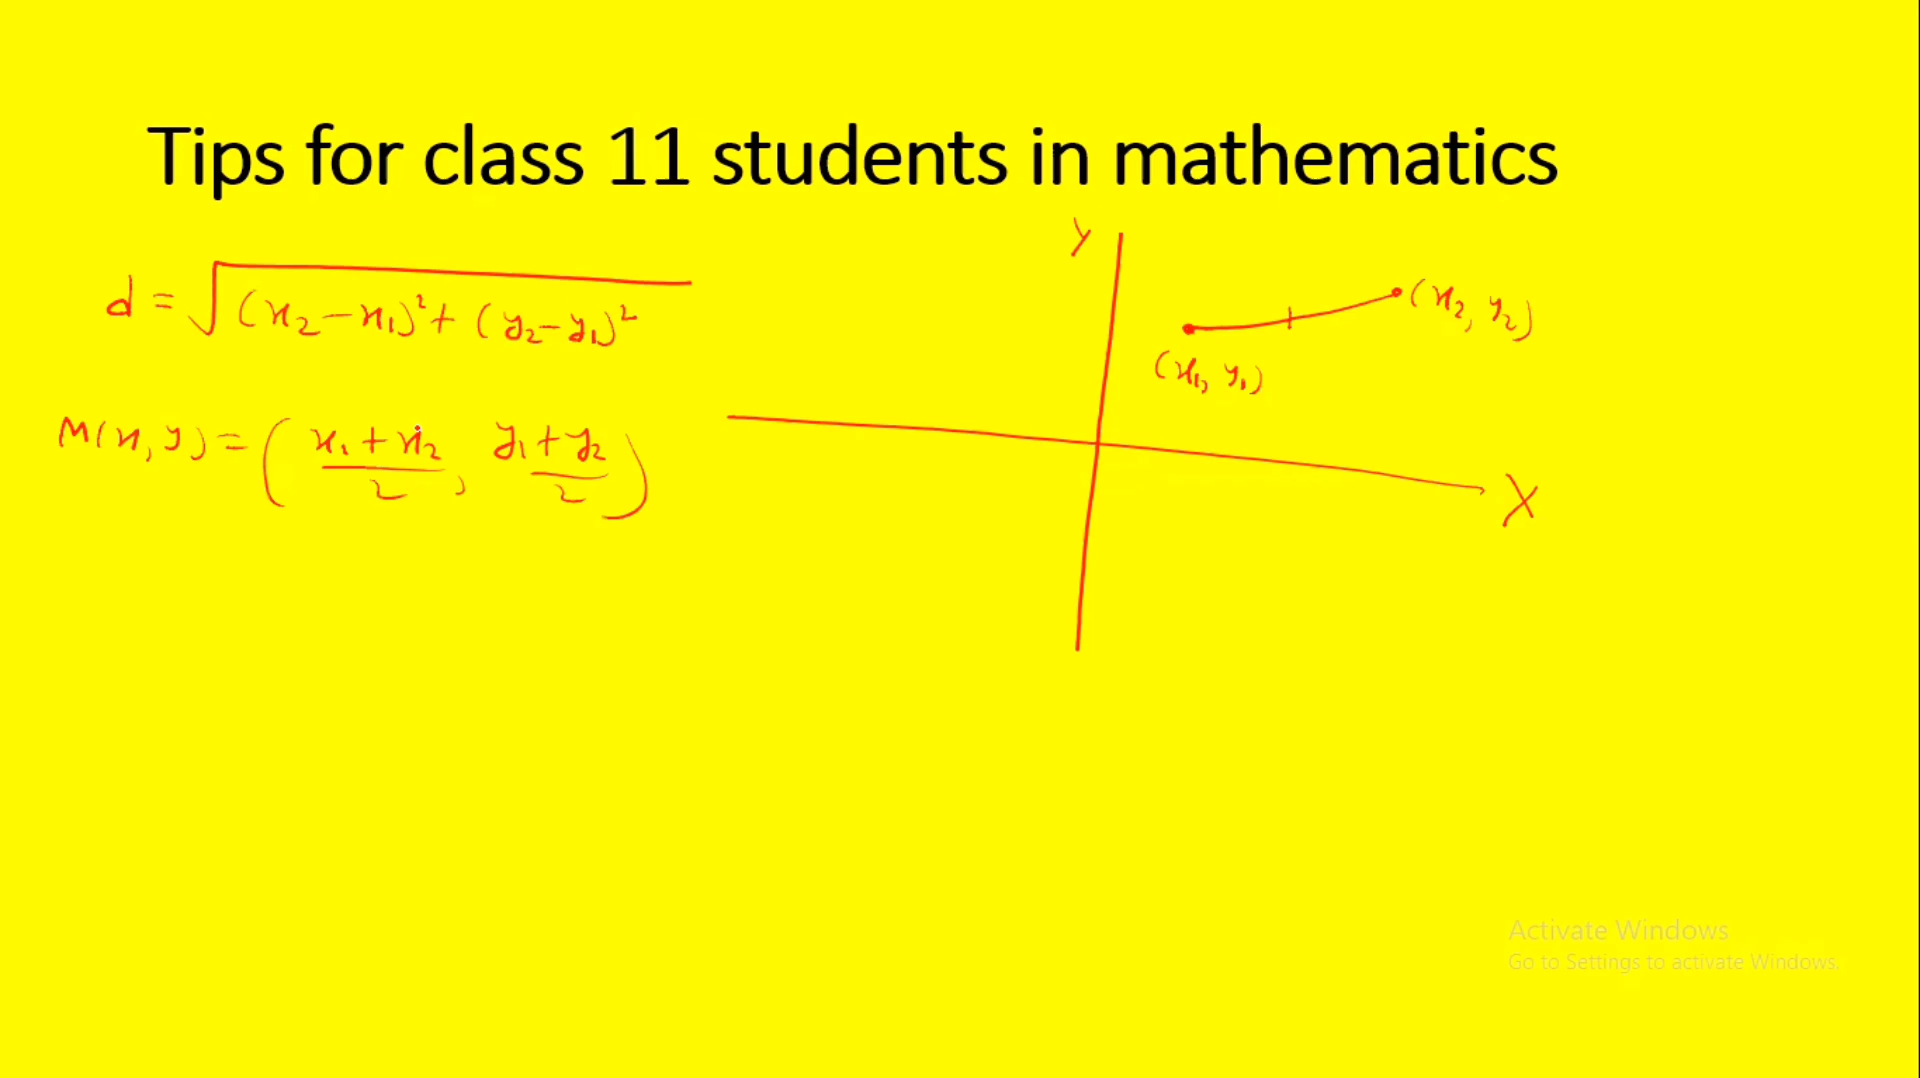 Tips for class 11 students in mathematics
d = √((x₂ − x₁)² + (y₂ − y₁)²)
M(x, y) = ((x₁ + x₂)/2, (y₁ + y₂)/2)
Y
(x₂, y₂)
(x₁, y₁)
X
Activate Windows
Go to Settings to activate Windows.